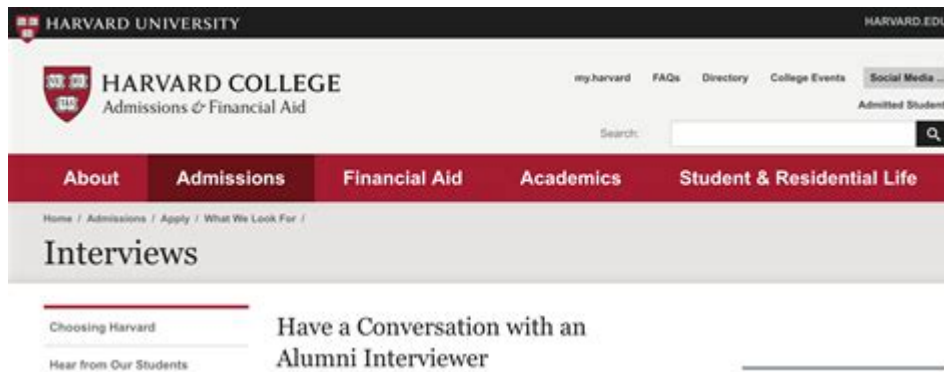 HARVARD UNIVERSITY
HARVARD.EDU
HARVARD COLLEGE
Admissions & Financial Aid
my.harvard FAQs Directory College Events Social Media ...
Admitted Student
Search:
About Admissions Financial Aid Academics Student & Residential Life
Home / Admissions / Apply / What We Look For /
Interviews
Choosing Harvard
Hear from Our Students
Have a Conversation with an
Alumni Interviewer